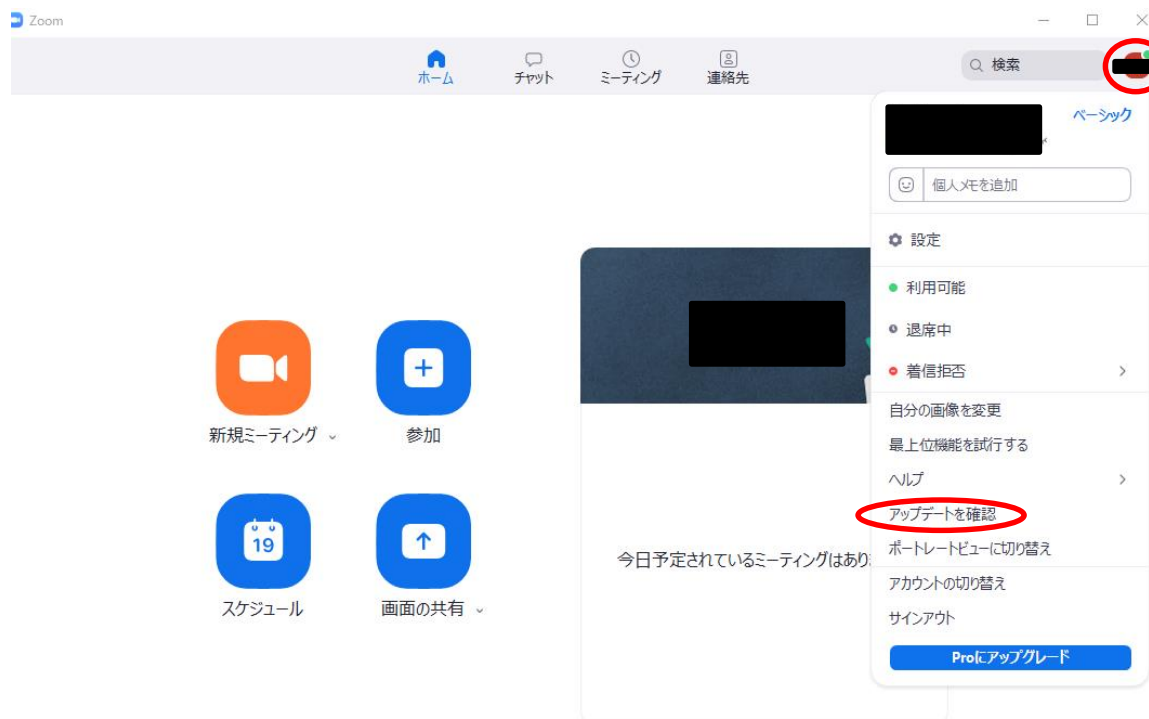 Zoom
ホーム
チャット
ミーティング
連絡先
検索
ベーシック
個人メモを追加
設定
利用可能
退席中
着信拒否
自分の画像を変更
最上位機能を試行する
ヘルプ
アップデートを確認
ポートレートビューに切り替え
アカウントの切り替え
サインアウト
Proにアップグレード
新規ミーティング
参加
19
スケジュール
画面の共有
今日予定されているミーティングはあり